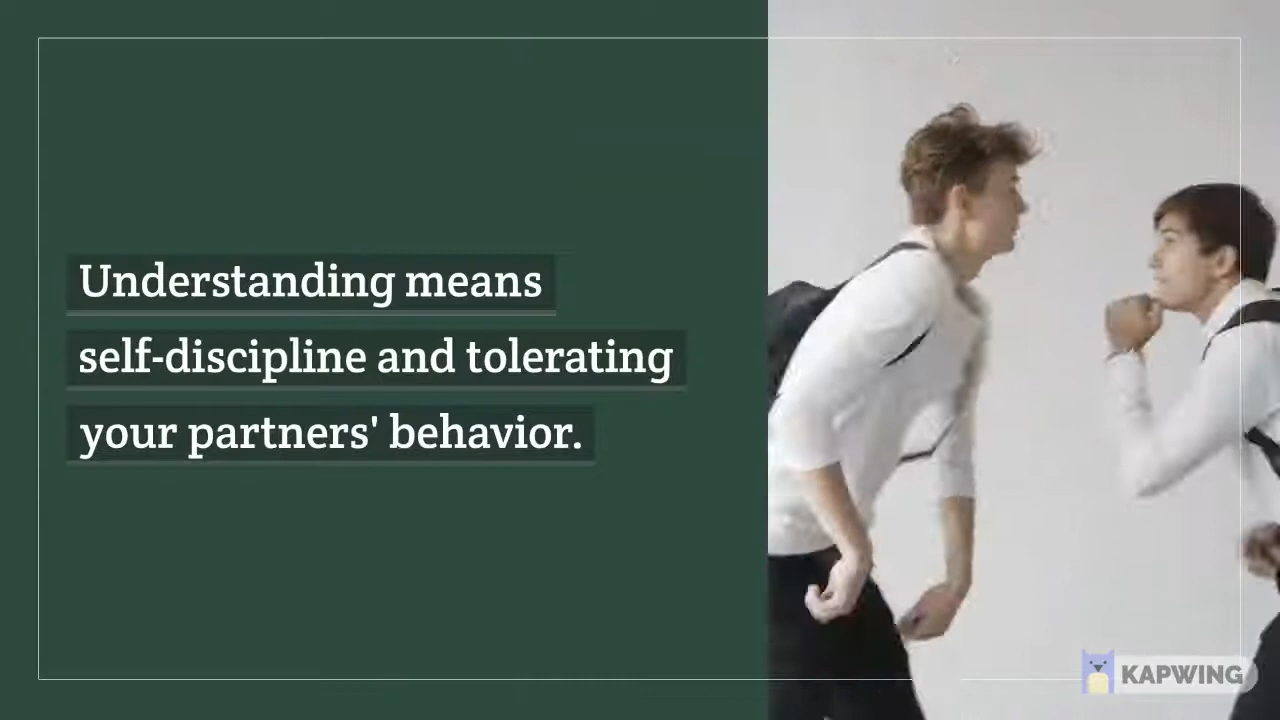 Understanding means
self-discipline and tolerating
your partners' behavior.
KAPWING